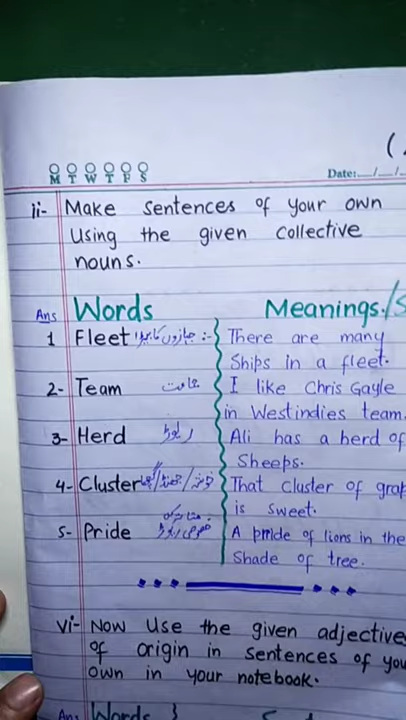 (
M T W T F S
Date:__/__/
ii- Make sentences of your own
Using the given collective
nouns.
Ans Words Meanings./S
1 Fleet There are many
Ships in a fleet.
2- Team I like Chris Gayle
in Westindies team.
3- Herd ریوڑ Ali has a herd of
Sheeps.
4- Cluster That cluster of grap
is sweet.
5- Pride A pride of lions in the
Shade of tree.
vi- Now Use the given adjective
of origin in sentences of you
own in your notebook.
Ans Words